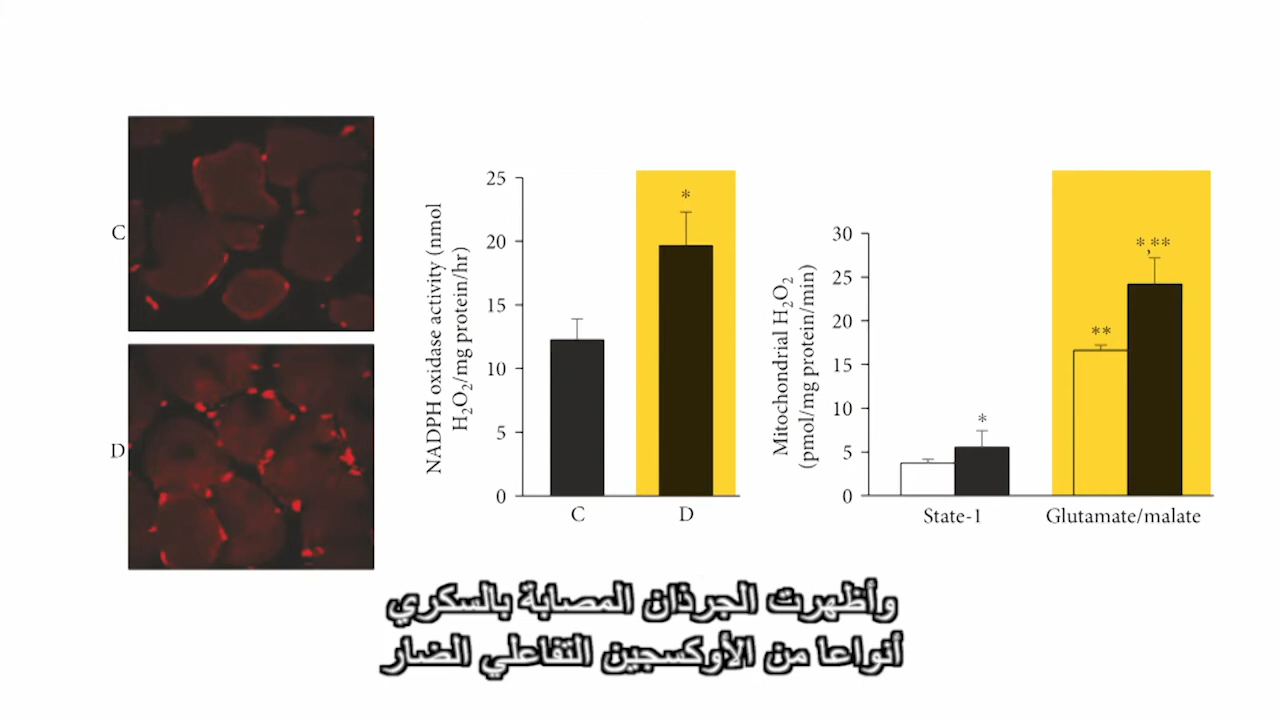 C
D
NADPH oxidase activity (nmol
H₂O₂/mg protein/hr)
25
20
15
10
5
0
*
C
D
Mitochondrial H₂O₂
(pmol/mg protein/min)
30
25
20
15
10
5
0
*
**
*,**
State-1
Glutamate/malate
وأظهرت الجرذان المصابة بالسكري
أنواعا من الأوكسجين التفاعلي الضار